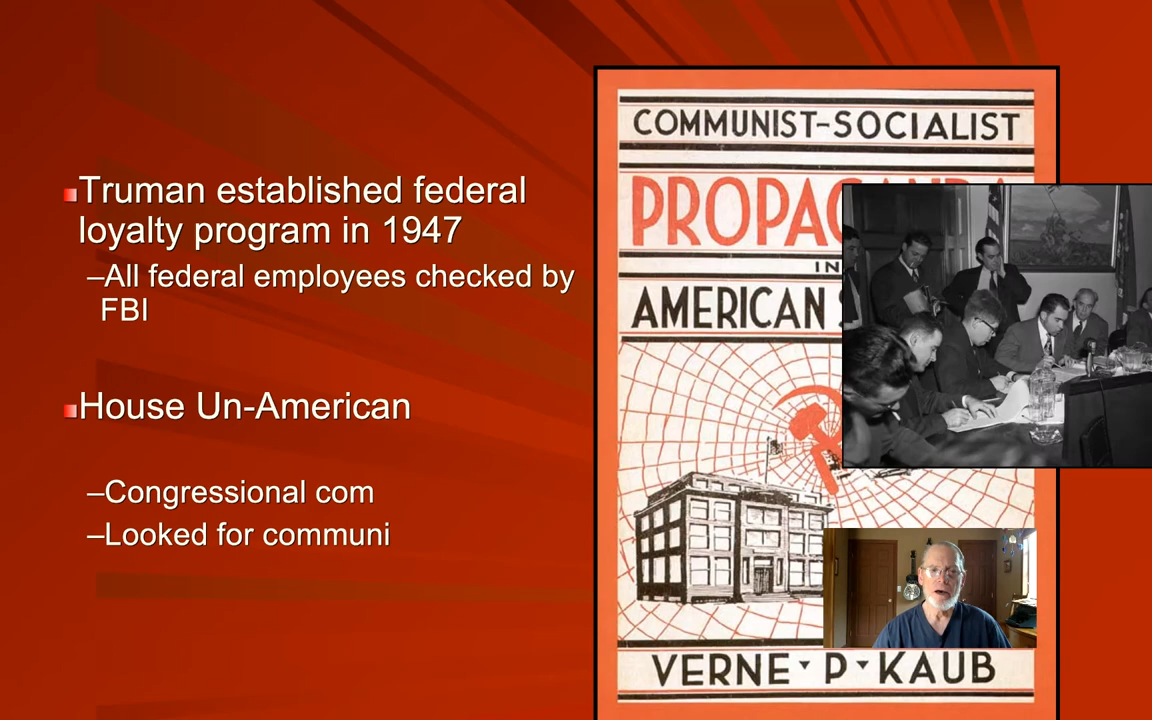 Truman established federal
loyalty program in 1947
–All federal employees checked by
FBI
House Un-American
–Congressional com
–Looked for communi
COMMUNIST-SOCIALIST
IN
AMERICAN
VERNE P KAUB